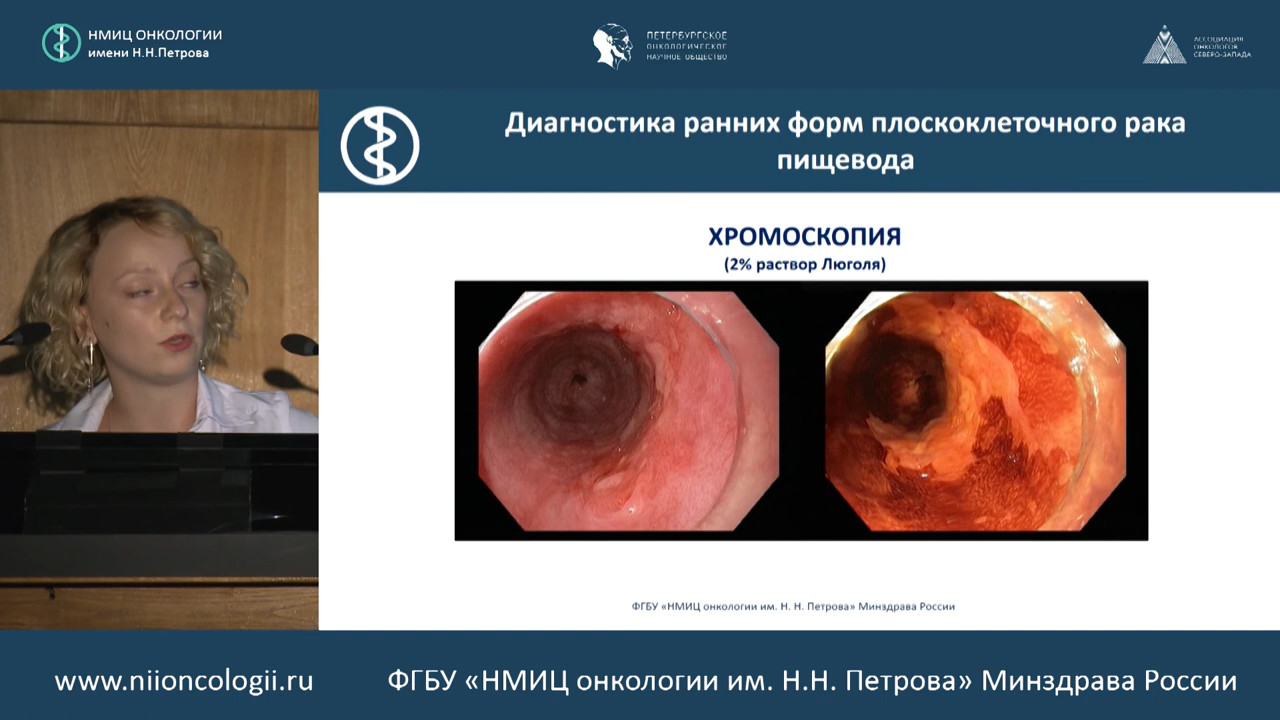 НМИЦ ОНКОЛОГИИ
имени Н.Н.Петрова
ПЕТЕРБУРГСКОЕ
ОНКОЛОГИЧЕСКОЕ
НАУЧНОЕ ОБЩЕСТВО
АССОЦИАЦИЯ
ОНКОЛОГОВ
СЕВЕРО-ЗАПАДА
Диагностика ранних форм плоскоклеточного рака
пищевода
ХРОМОСКОПИЯ
(2% раствор Люголя)
ФГБУ «НМИЦ онкологии им. Н. Н. Петрова» Минздрава России
www.niioncologii.ru
ФГБУ «НМИЦ онкологии им. Н.Н. Петрова» Минздрава России